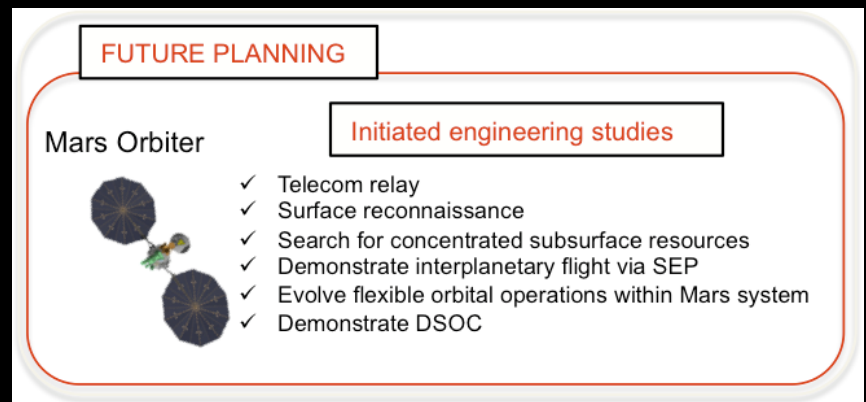 FUTURE PLANNING
Mars Orbiter
Initiated engineering studies
✓ Telecom relay
✓ Surface reconnaissance
✓ Search for concentrated subsurface resources
✓ Demonstrate interplanetary flight via SEP
✓ Evolve flexible orbital operations within Mars system
✓ Demonstrate DSOC